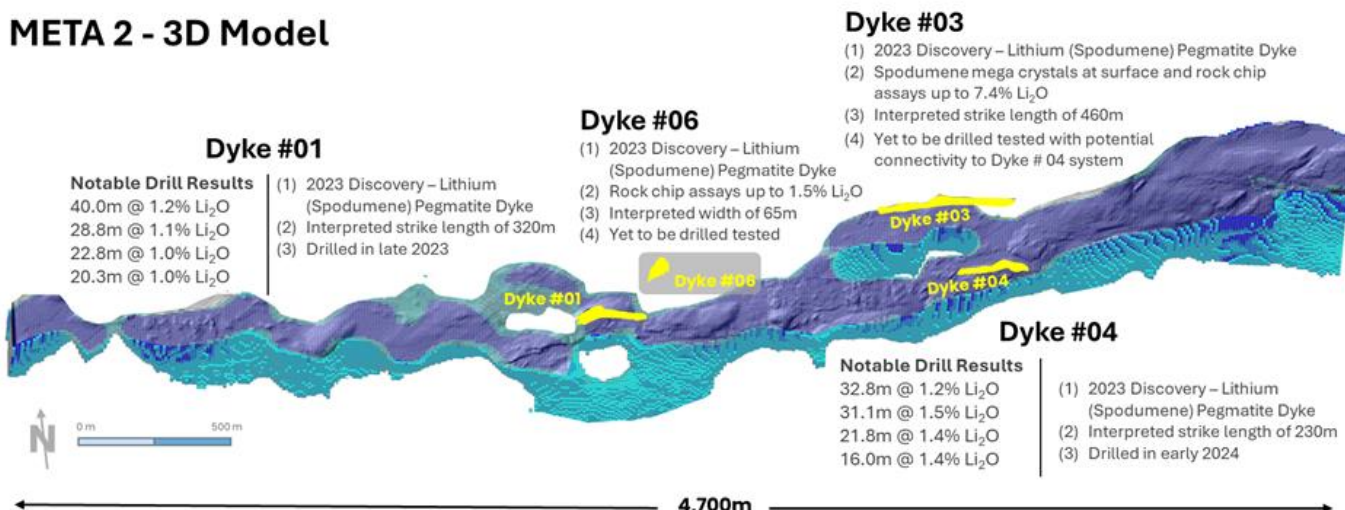 META 2 - 3D Model
Dyke #01
Notable Drill Results
40.0m @ 1.2% Li₂O
28.8m @ 1.1% Li₂O
22.8m @ 1.0% Li₂O
20.3m @ 1.0% Li₂O
(1) 2023 Discovery – Lithium
(Spodumene) Pegmatite Dyke
(2) Interpreted strike length of 320m
(3) Drilled in late 2023
Dyke #06
(1) 2023 Discovery – Lithium
(Spodumene) Pegmatite Dyke
(2) Rock chip assays up to 1.5% Li₂O
(3) Interpreted width of 65m
(4) Yet to be drilled tested
Dyke #03
(1) 2023 Discovery – Lithium (Spodumene) Pegmatite Dyke
(2) Spodumene mega crystals at surface and rock chip
assays up to 7.4% Li₂O
(3) Interpreted strike length of 460m
(4) Yet to be drilled tested with potential
connectivity to Dyke # 04 system
Dyke #01
Dyke #06
Dyke #03
Dyke #04
Dyke #04
Notable Drill Results
32.8m @ 1.2% Li₂O
31.1m @ 1.5% Li₂O
21.8m @ 1.4% Li₂O
16.0m @ 1.4% Li₂O
(1) 2023 Discovery – Lithium
(Spodumene) Pegmatite Dyke
(2) Interpreted strike length of 230m
(3) Drilled in early 2024
N
0 m
500 m
4,700m